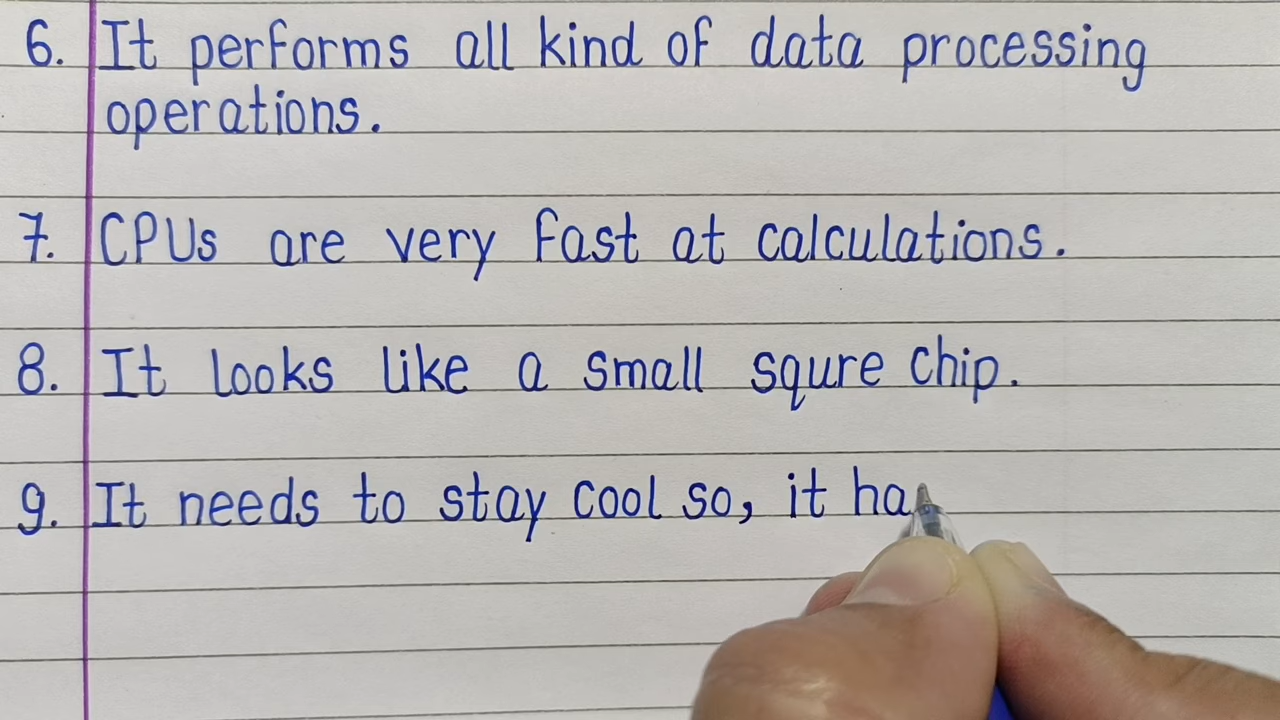 6. It performs all kind of data processing
operations.
7. CPUs are very fast at calculations.
8. It looks like a small squre chip.
9. It needs to stay cool so, it ha